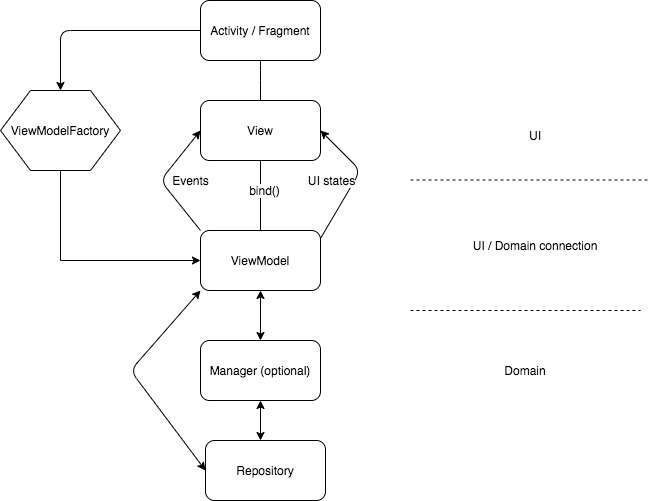 Activity / Fragment
ViewModelFactory
View
UI
Events
UI states
bind()
UI / Domain connection
ViewModel
Manager (optional)
Domain
Repository